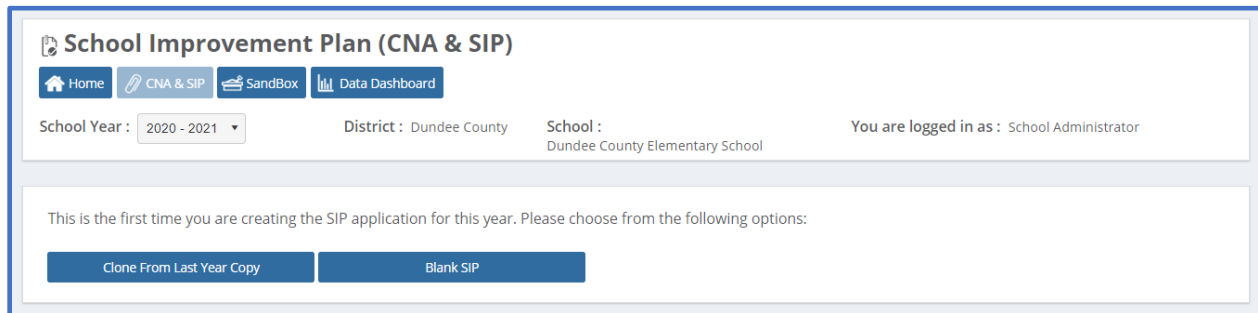 School Improvement Plan (CNA & SIP)
Home CNA & SIP SandBox Data Dashboard
School Year : 2020 - 2021 District : Dundee County School : You are logged in as : School Administrator
Dundee County Elementary School
This is the first time you are creating the SIP application for this year. Please choose from the following options:
Clone From Last Year Copy Blank SIP